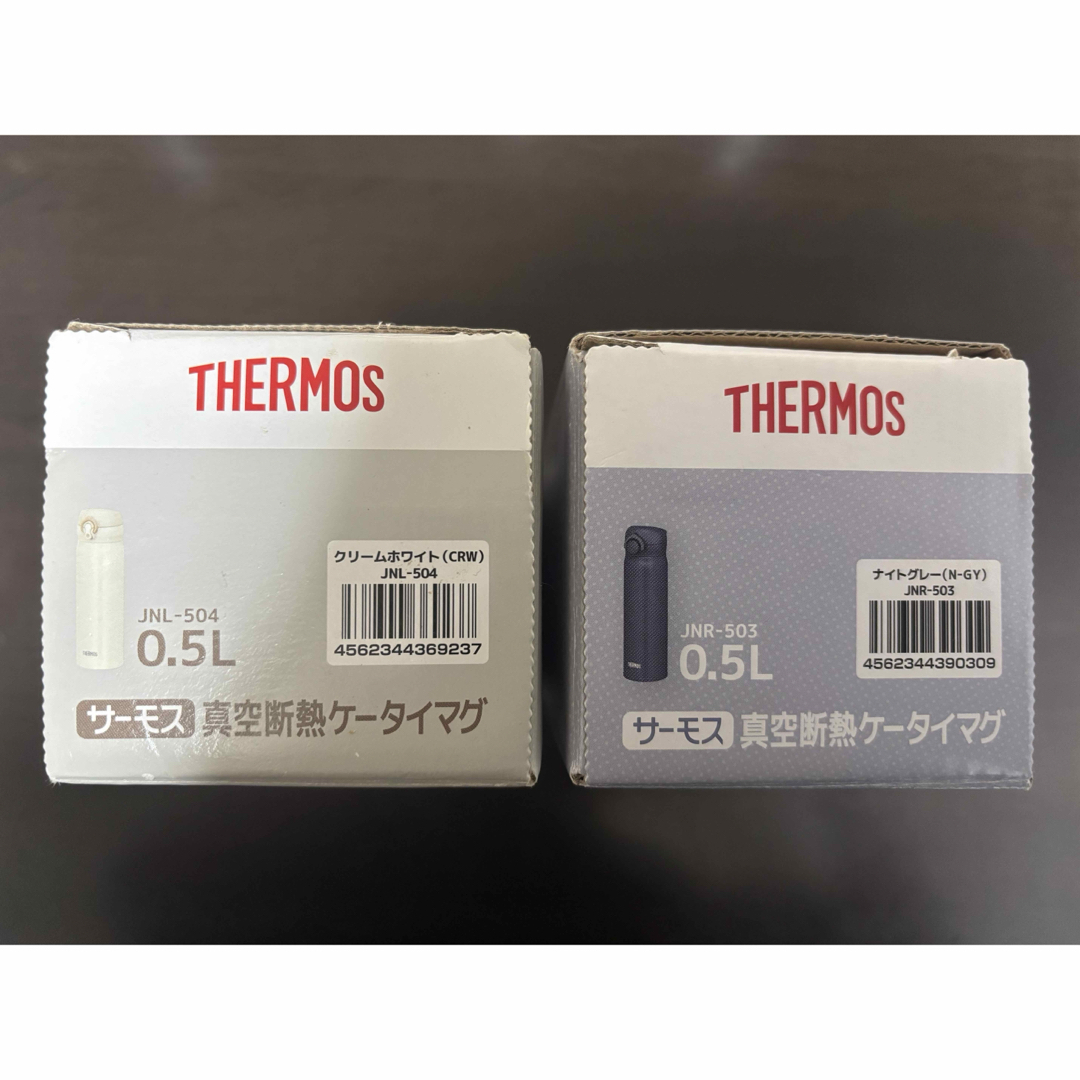 THERMOS
クリームホワイト(CRW)
JNL-504
4562344369237
JNL-504
0.5L
サーモス 真空断熱ケータイマグ
THERMOS
ナイトグレー(N-GY)
JNR-503
4562344390309
JNR-503
0.5L
THERMOS
サーモス 真空断熱ケータイマグ